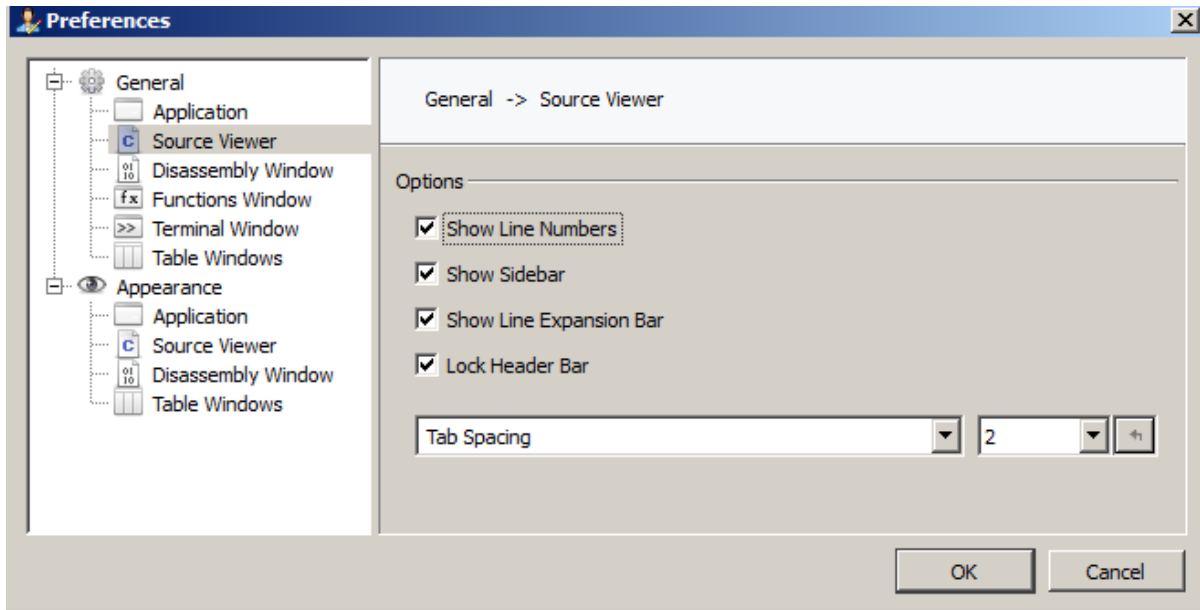 Preferences
General
Application
Source Viewer
Disassembly Window
Functions Window
Terminal Window
Table Windows
Appearance
Application
Source Viewer
Disassembly Window
Table Windows
General -> Source Viewer
Options
Show Line Numbers
Show Sidebar
Show Line Expansion Bar
Lock Header Bar
Tab Spacing
2
OK
Cancel